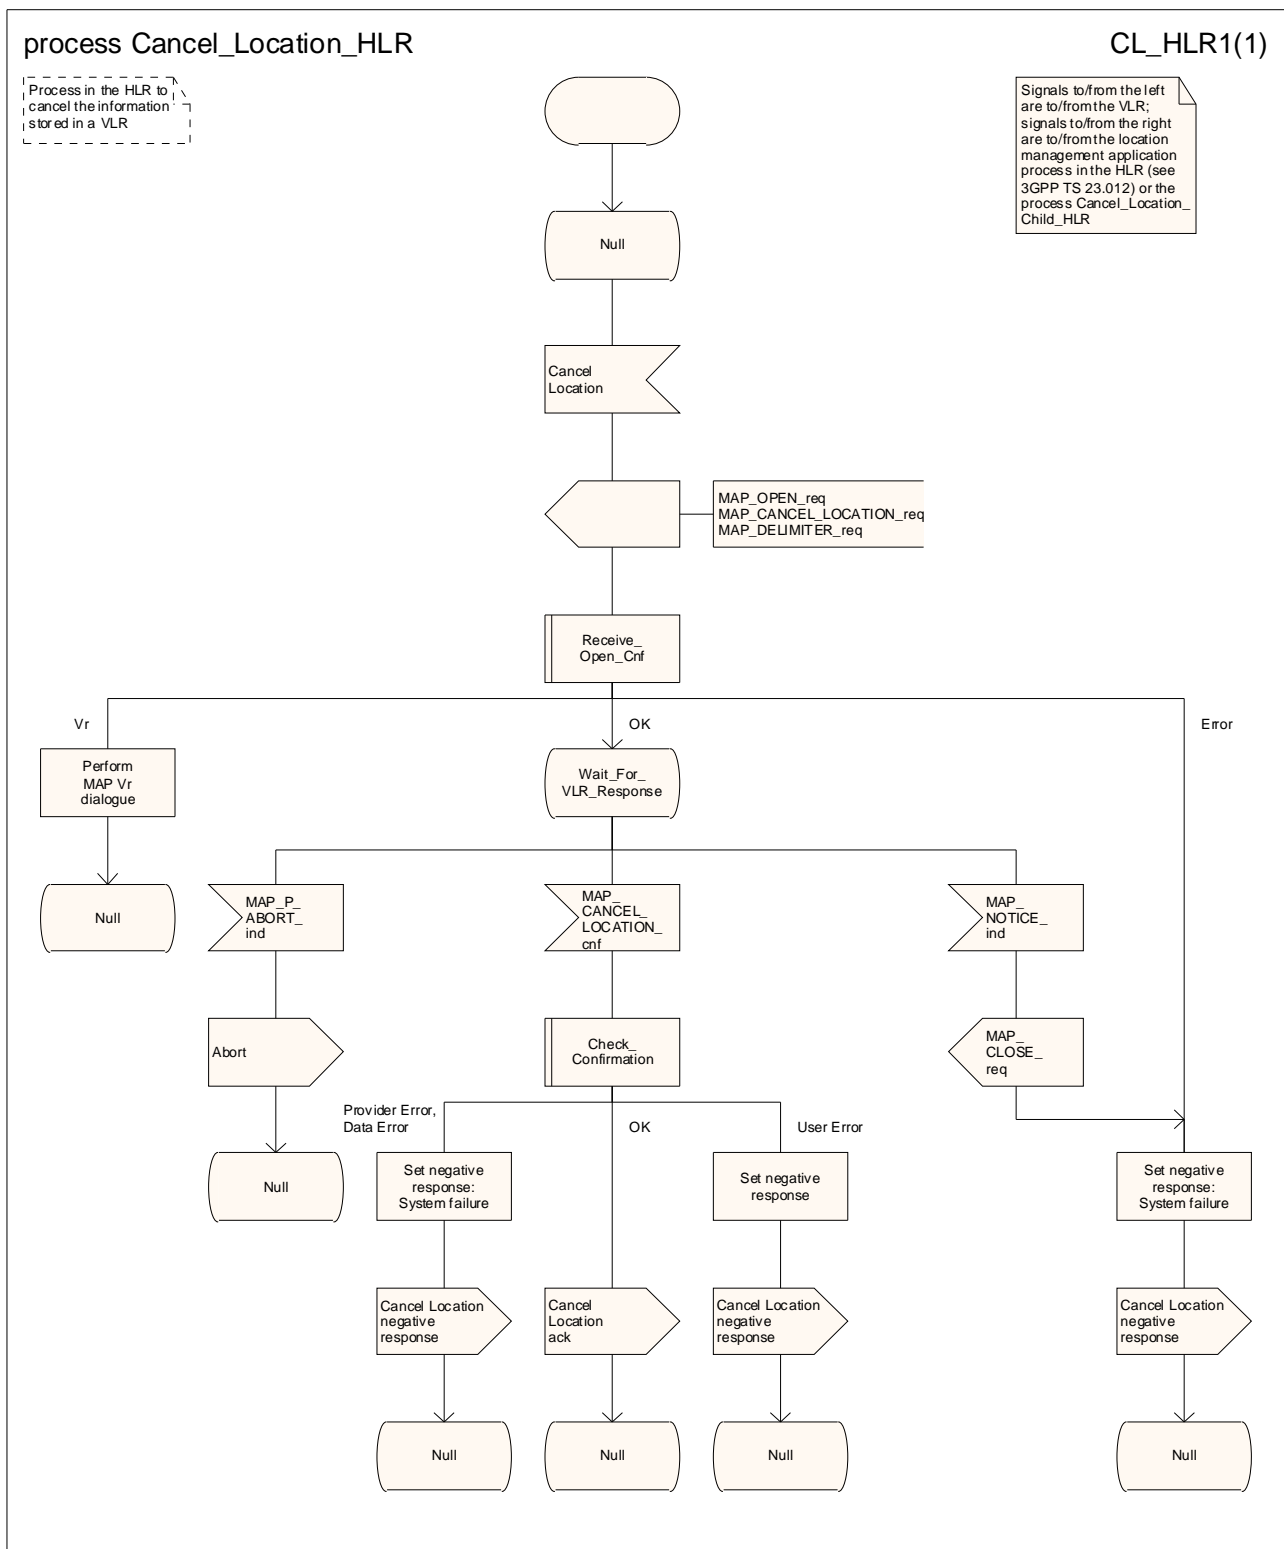 process Cancel_Location_HLR
CL_HLR1(1)
Process in the HLR to
cancel the information
stored in a VLR
Signals to/from the left
are to/from the VLR;
signals to/from the right
are to/from the location
management application
process in the HLR (see
3GPP TS 23.012) or the
process Cancel_Location_
Child_HLR
Null
Cancel
Location
MAP_OPEN_req
MAP_CANCEL_LOCATION_req
MAP_DELIMITER_req
Receive_
Open_Cnf
Vr
OK
Error
Perform
MAP Vr
dialogue
Wait_For_
VLR_Response
Null
MAP_P_
ABORT_
ind
MAP_
CANCEL_
LOCATION_
cnf
MAP_
NOTICE_
ind
Abort
Check_
Confirmation
MAP_
CLOSE_
req
Provider Error,
Data Error
OK
User Error
Null
Set negative
response:
System failure
Set negative
response
Set negative
response:
System failure
Cancel Location
negative
response
Cancel
Location
ack
Cancel Location
negative
response
Cancel Location
negative
response
Null
Null
Null
Null